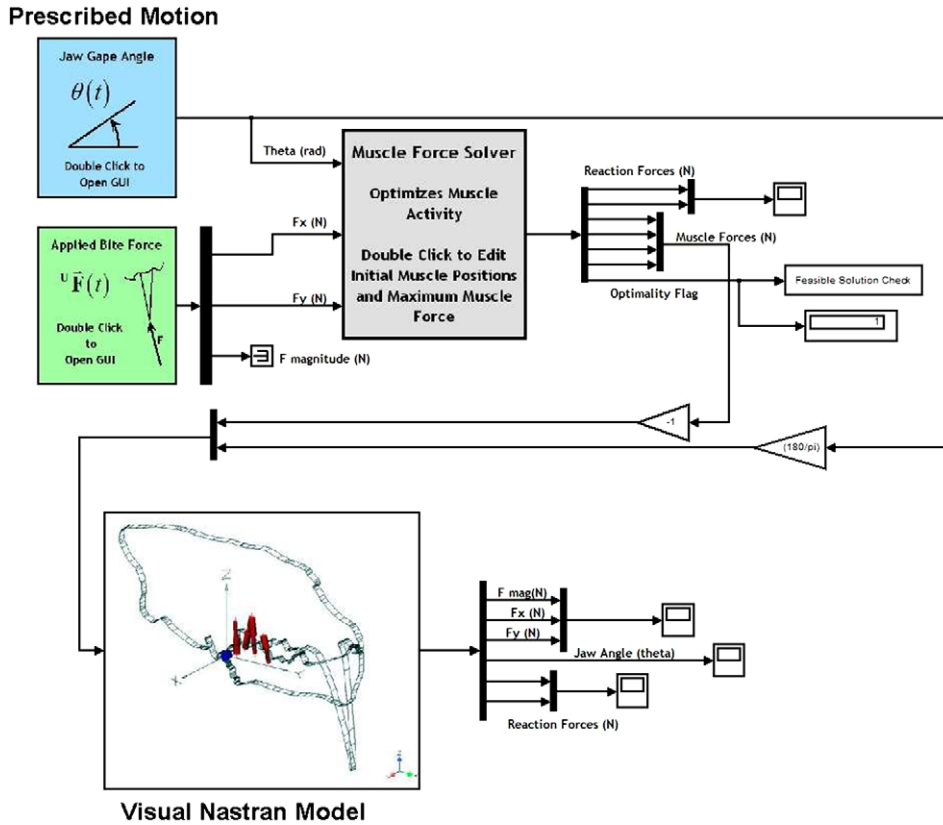 Prescribed Motion
Jaw Gape Angle
θ(t)
Double Click to
Open GUI
Theta (rad)
Muscle Force Solver
Optimizes Muscle
Activity
Double Click to Edit
Initial Muscle Positions
and Maximum Muscle
Force
Reaction Forces (N)
Muscle Forces (N)
Optimality Flag
Feasible Solution Check
1
Applied Bite Force
U F(t)
F
Double Click
to
Open GUI
Fx (N)
Fy (N)
F magnitude (N)
-1
(180/pi)
Z
X
Y
F mag(N)
Fx (N)
Fy (N)
Jaw Angle (theta)
Reaction Forces (N)
Visual Nastran Model